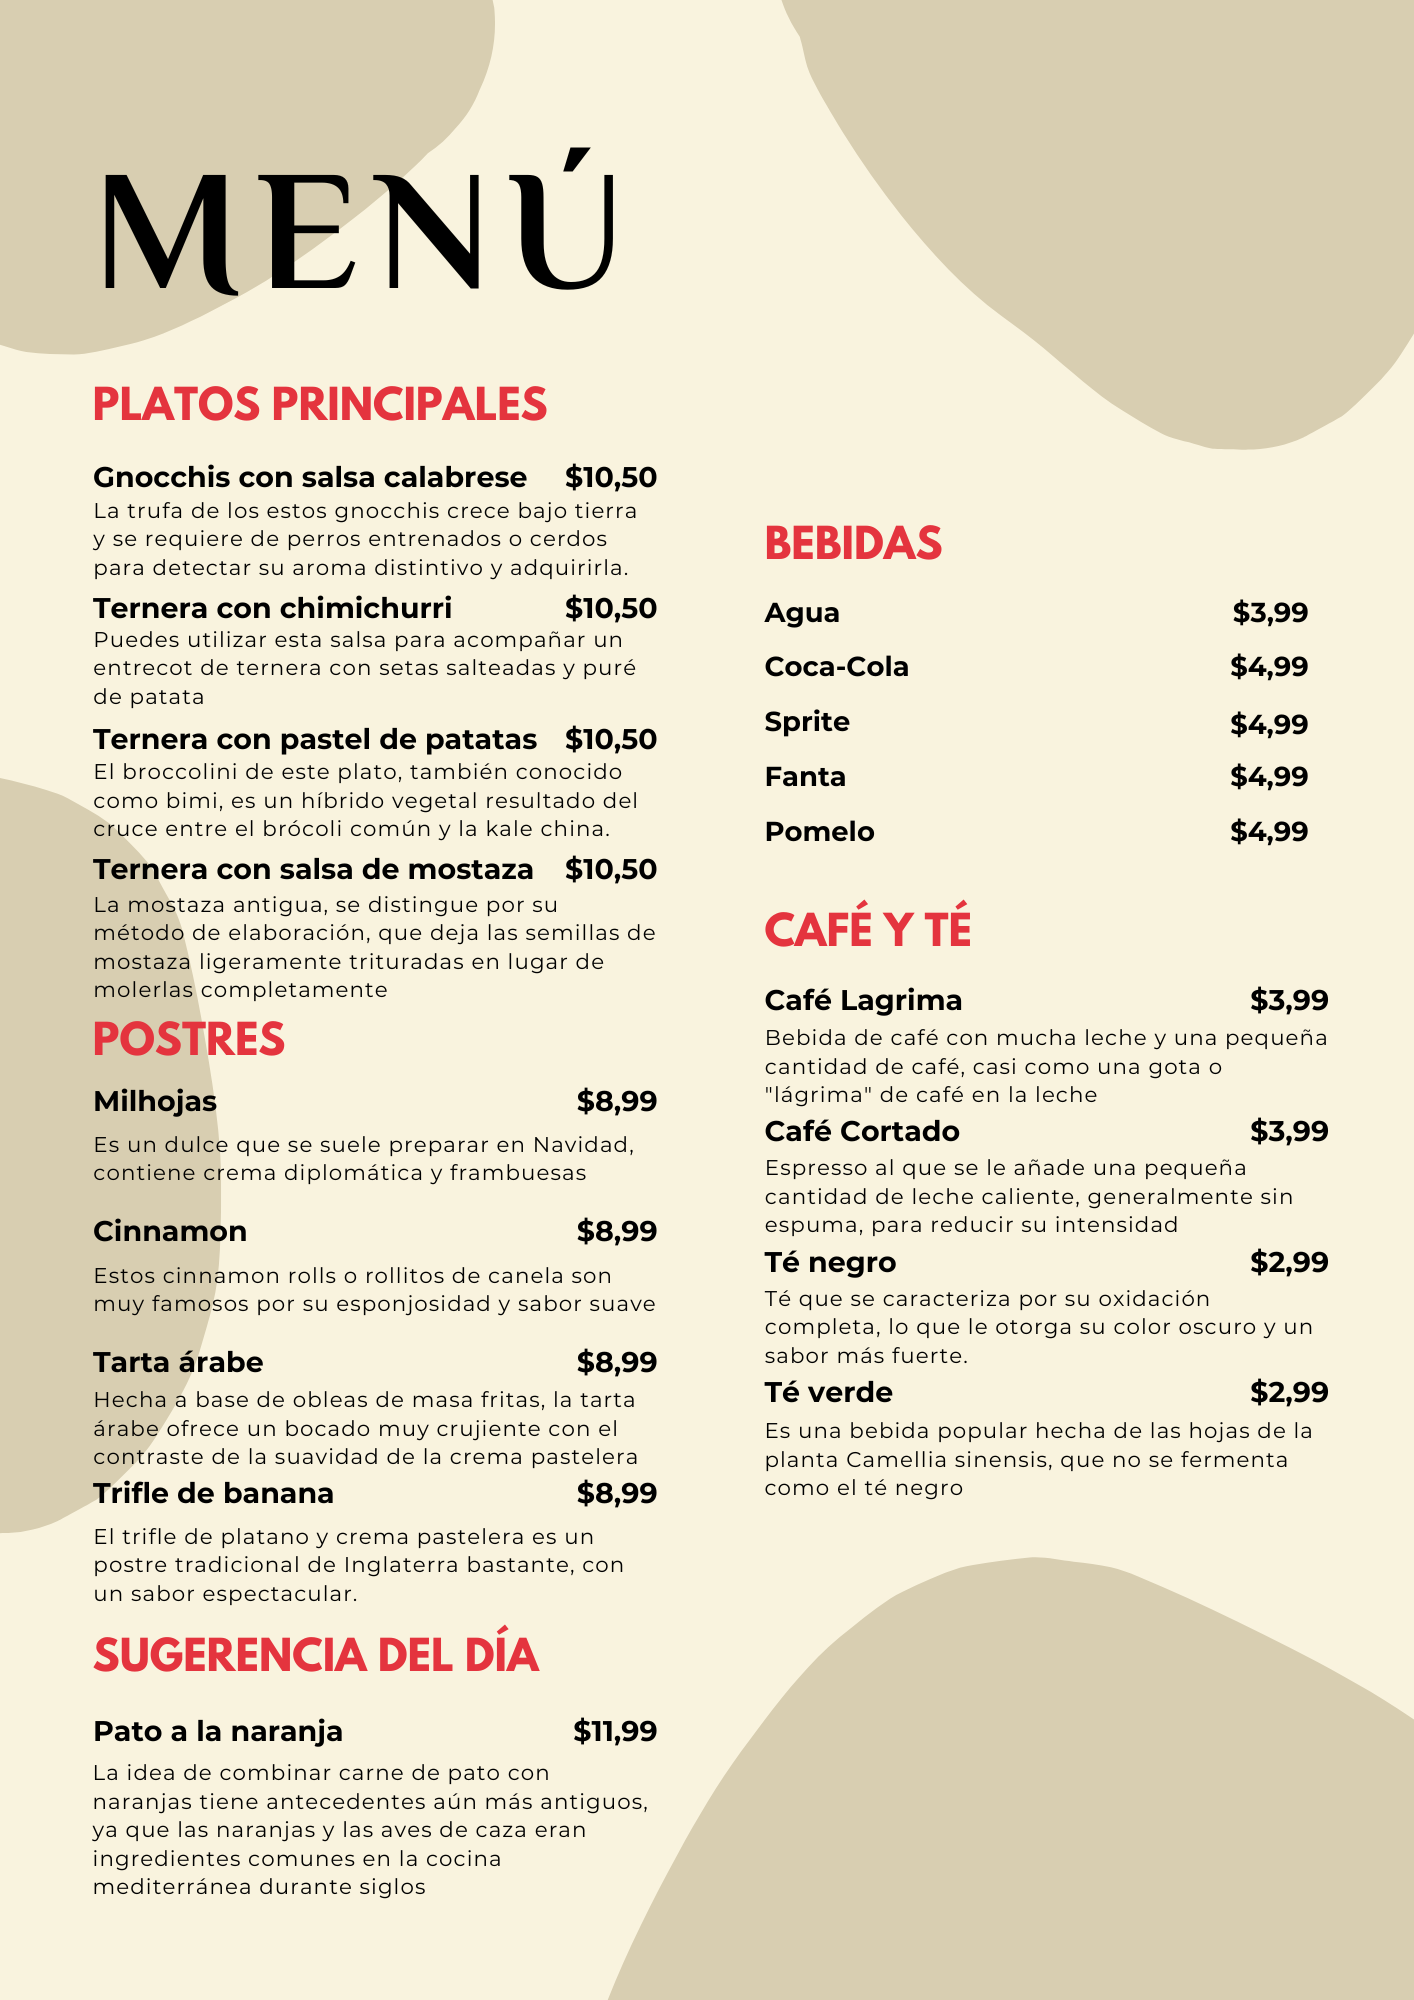 MENÚ
PLATOS PRINCIPALES
Gnocchis con salsa calabrese $10,50
La trufa de los estos gnocchis crece bajo tierra
y se requiere de perros entrenados o cerdos
para detectar su aroma distintivo y adquirirla.
Ternera con chimichurri $10,50
Puedes utilizar esta salsa para acompañar un
entrecot de ternera con setas salteadas y puré
de patata
Ternera con pastel de patatas $10,50
El broccolini de este plato, también conocido
como bimi, es un híbrido vegetal resultado del
cruce entre el brócoli común y la kale china.
Ternera con salsa de mostaza $10,50
La mostaza antigua, se distingue por su
método de elaboración, que deja las semillas de
mostaza ligeramente trituradas en lugar de
molerlas completamente
POSTRES
Milhojas $8,99
Es un dulce que se suele preparar en Navidad,
contiene crema diplomática y frambuesas
Cinnamon $8,99
Estos cinnamon rolls o rollitos de canela son
muy famosos por su esponjosidad y sabor suave
Tarta árabe $8,99
Hecha a base de obleas de masa fritas, la tarta
árabe ofrece un bocado muy crujiente con el
contraste de la suavidad de la crema pastelera
Trifle de banana $8,99
El trifle de platano y crema pastelera es un
postre tradicional de Inglaterra bastante, con
un sabor espectacular.
SUGERENCIA DEL DÍA
Pato a la naranja $11,99
La idea de combinar carne de pato con
naranjas tiene antecedentes aún más antiguos,
ya que las naranjas y las aves de caza eran
ingredientes comunes en la cocina
mediterránea durante siglos
BEBIDAS
Agua $3,99
Coca-Cola $4,99
Sprite $4,99
Fanta $4,99
Pomelo $4,99
CAFÉ Y TÉ
Café Lagrima $3,99
Bebida de café con mucha leche y una pequeña
cantidad de café, casi como una gota o
"lágrima" de café en la leche
Café Cortado $3,99
Espresso al que se le añade una pequeña
cantidad de leche caliente, generalmente sin
espuma, para reducir su intensidad
Té negro $2,99
Té que se caracteriza por su oxidación
completa, lo que le otorga su color oscuro y un
sabor más fuerte.
Té verde $2,99
Es una bebida popular hecha de las hojas de la
planta Camellia sinensis, que no se fermenta
como el té negro